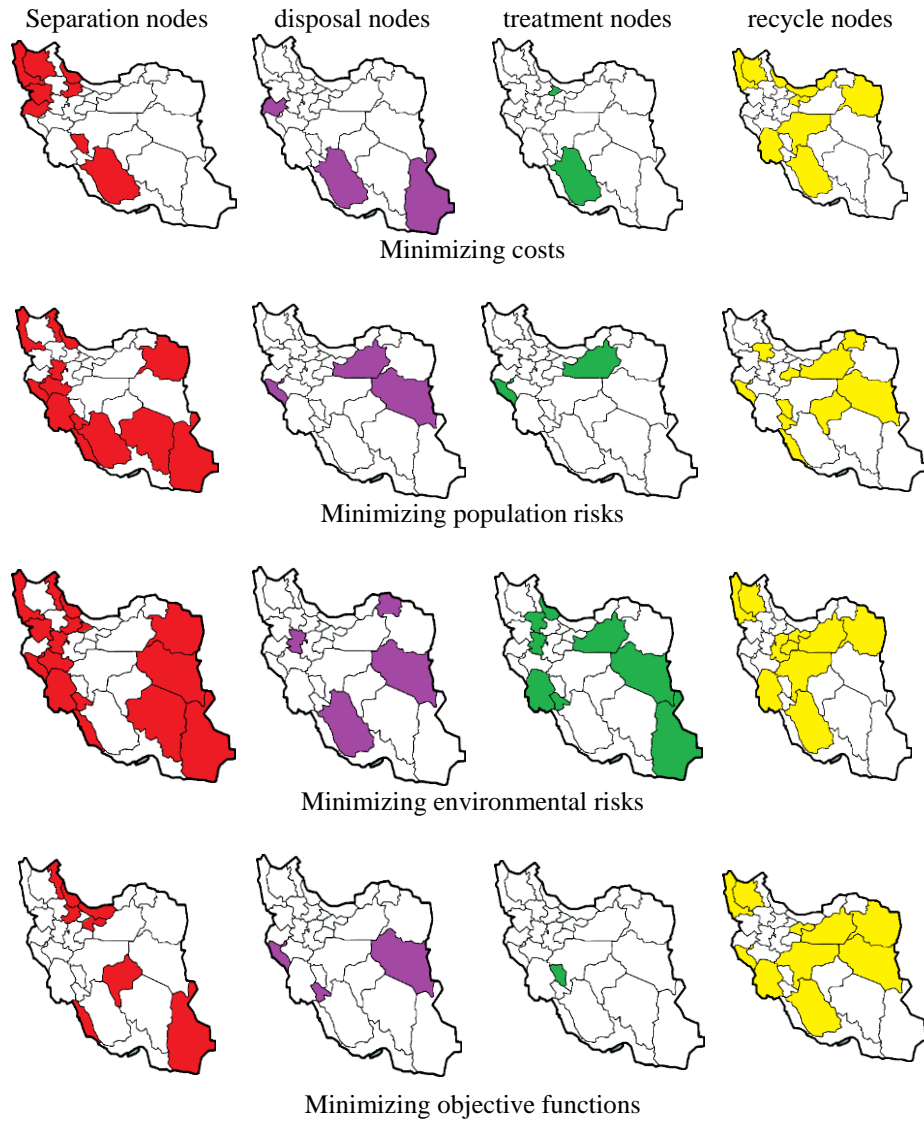 Separation nodes disposal nodes treatment nodes recycle nodes
Minimizing costs
Minimizing population risks
Minimizing environmental risks
Minimizing objective functions